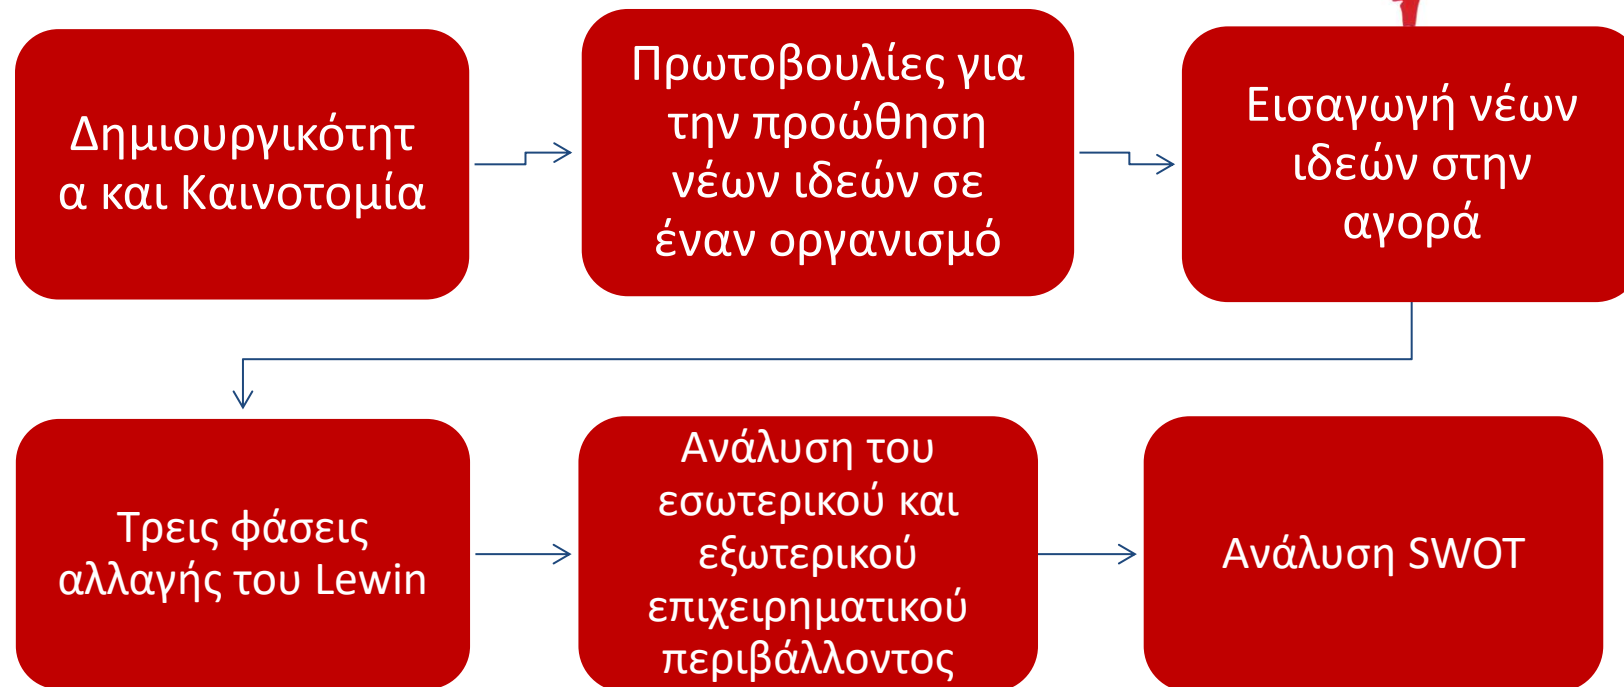 Δημιουργικότητ
α και Καινοτομία
Πρωτοβουλίες για
την προώθηση
νέων ιδεών σε
έναν οργανισμό
Εισαγωγή νέων
ιδεών στην
αγορά
Τρεις φάσεις
αλλαγής του Lewin
Ανάλυση του
εσωτερικού και
εξωτερικού
επιχειρηματικού
περιβάλλοντος
Ανάλυση SWOT